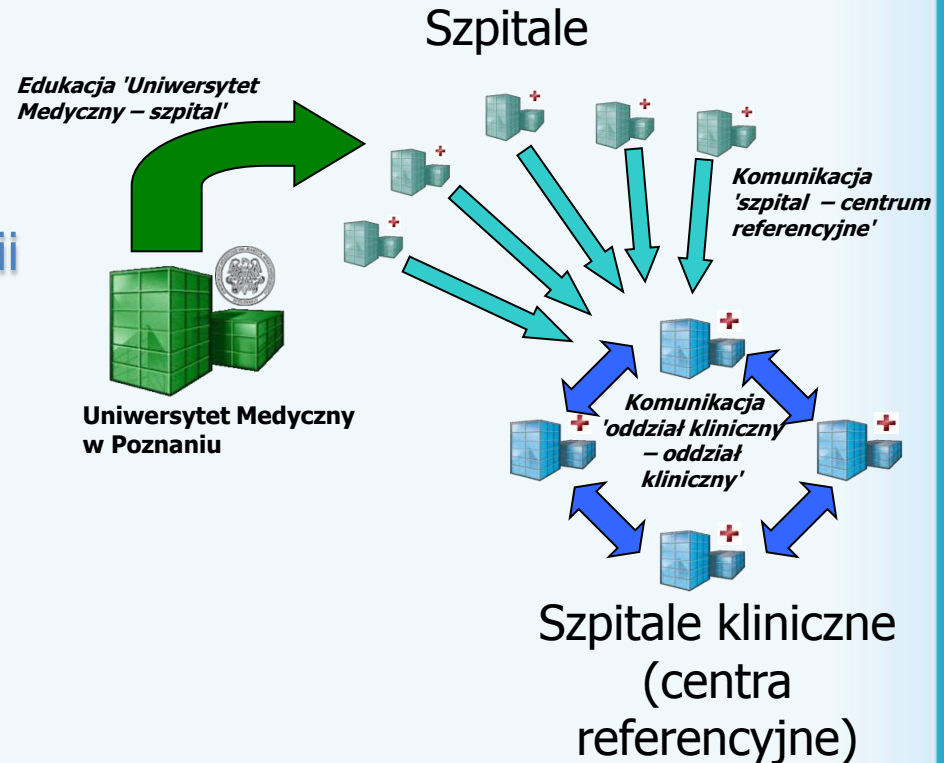 Szpitale
Edukacja 'Uniwersytet
Medyczny – szpital'
Komunikacja
'szpital – centrum
referencyjne'
ii
Uniwersytet Medyczny
w Poznaniu
Komunikacja
'oddział kliniczny
– oddział
kliniczny'
Szpitale kliniczne
(centra
referencyjne)